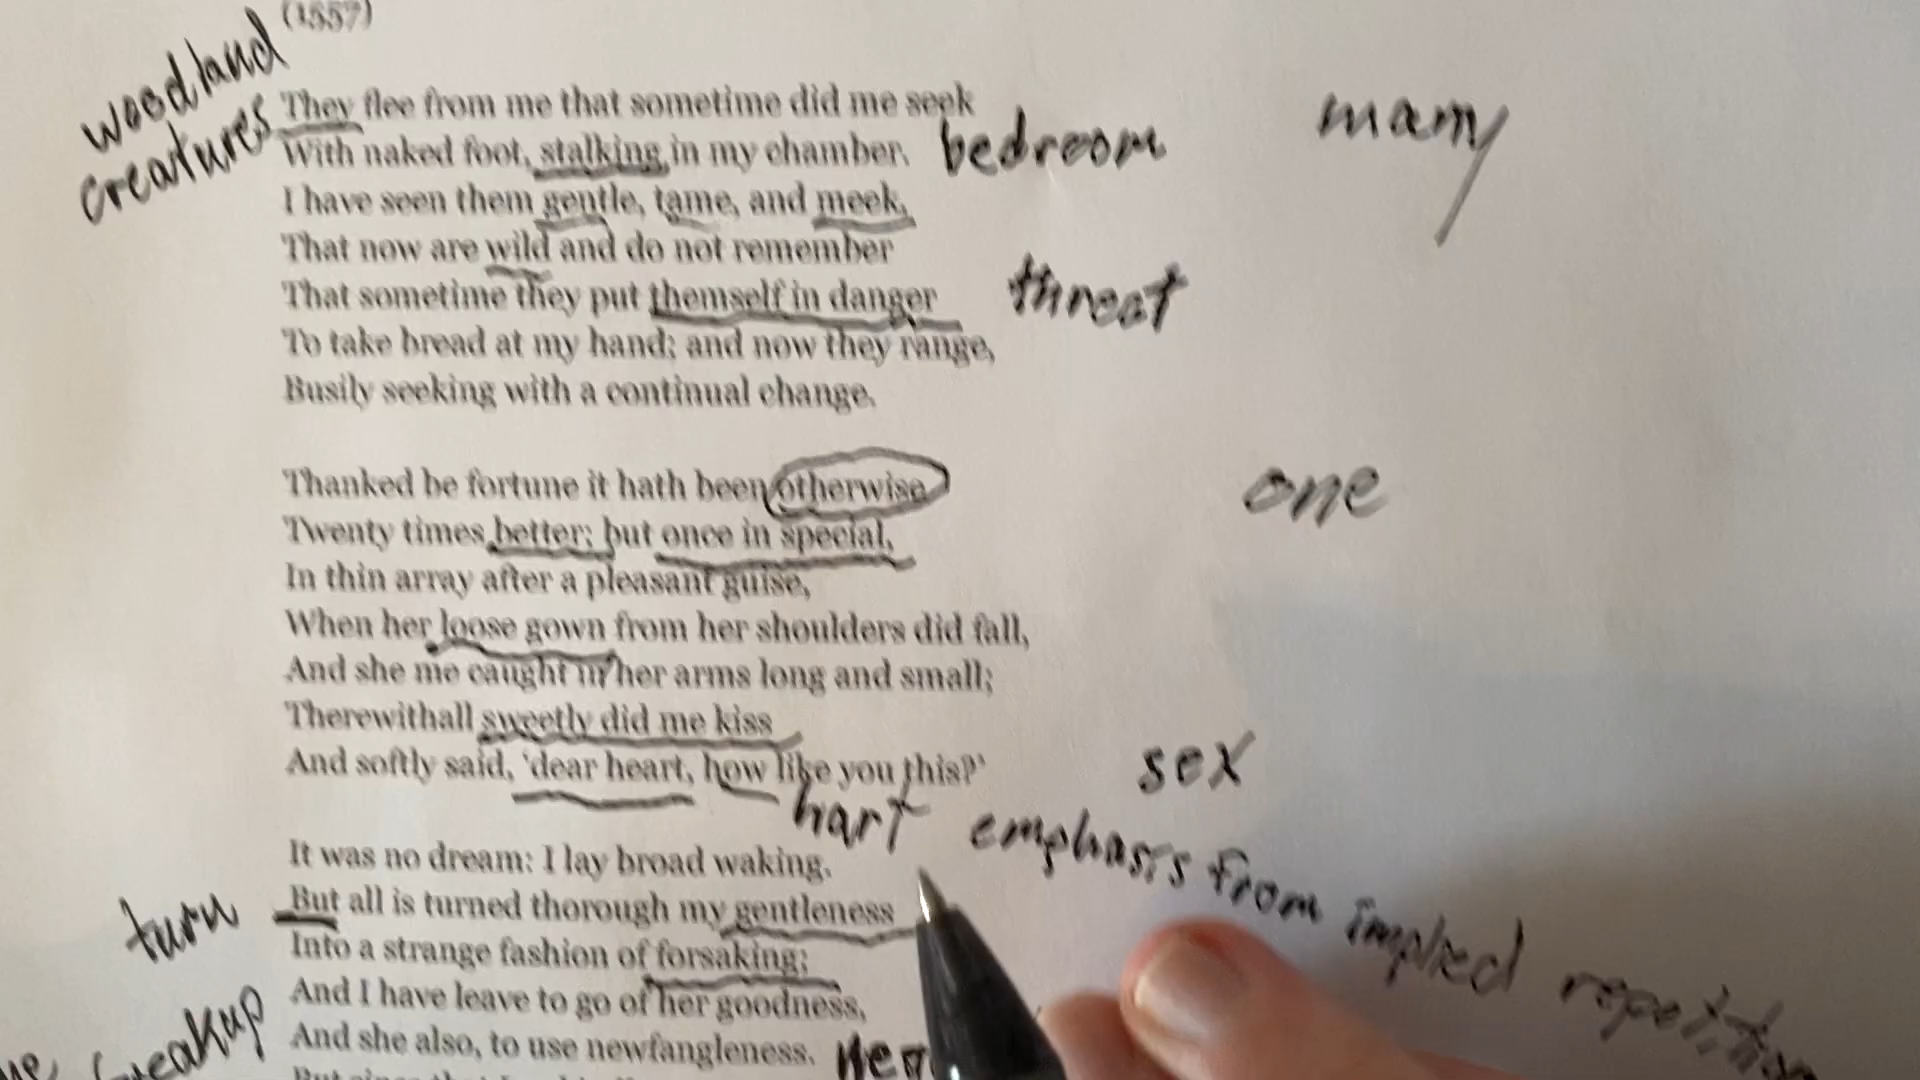 (1557)
woodland
creatures
They flee from me that sometime did me seek
With naked foot, stalking in my chamber.
bedroom
many
I have seen them gentle, tame, and meek,
That now are wild and do not remember
That sometime they put themself in danger
threat
To take bread at my hand; and now they range,
Busily seeking with a continual change.
Thanked be fortune it hath been otherwise
one
Twenty times better; but once in special,
In thin array after a pleasant guise,
When her loose gown from her shoulders did fall,
And she me caught in her arms long and small;
Therewithall sweetly did me kiss
And softly said, 'dear heart, how like you this?'
sex
hart
emphasis from implied repetition
It was no dream: I lay broad waking.
turn
But all is turned thorough my gentleness
Into a strange fashion of forsaking;
And I have leave to go of her goodness,
breakup
And she also, to use newfangleness.